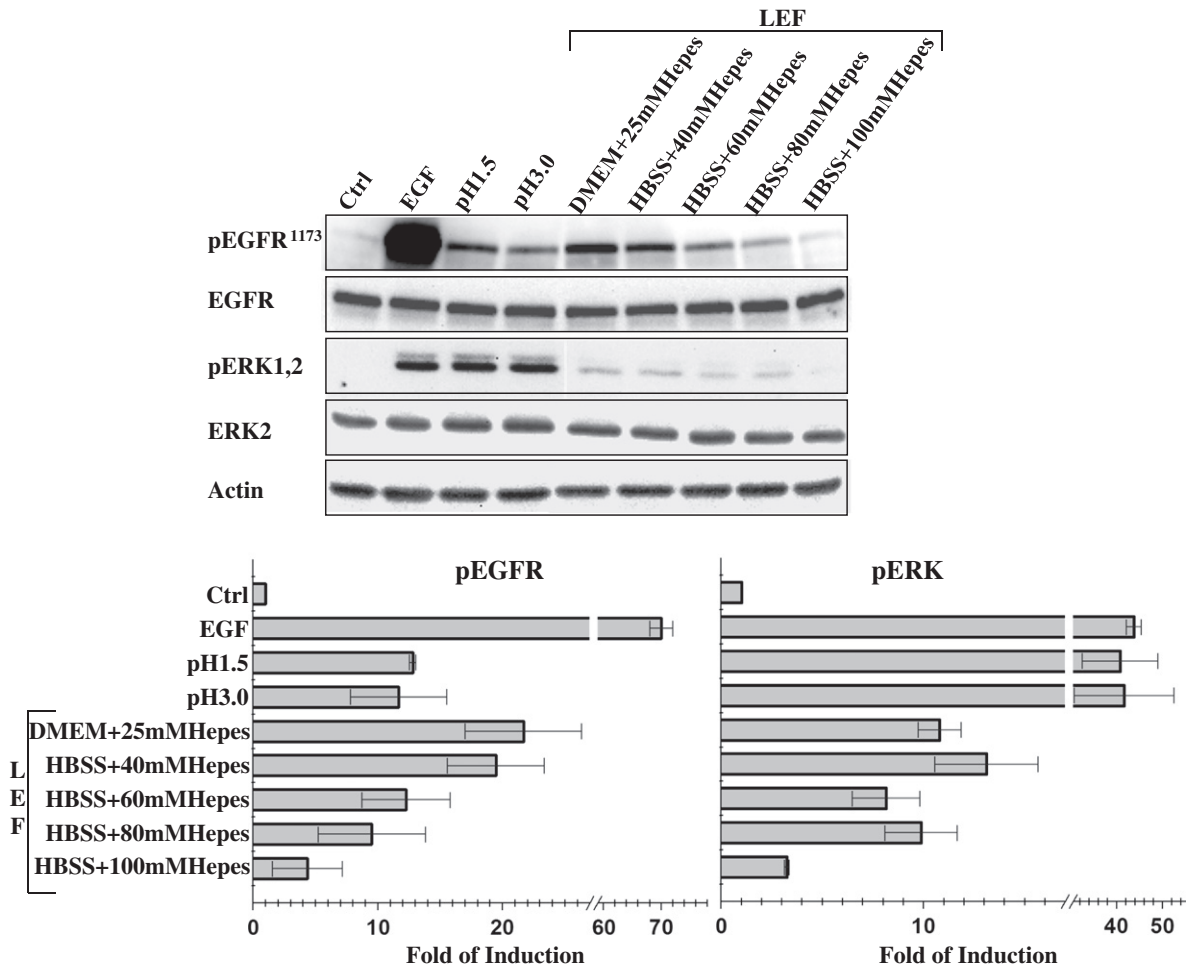 LEF
Ctrl
EGF
pH1.5
pH3.0
DMEM+25mMHepes
HBSS+40mMHepes
HBSS+60mMHepes
HBSS+80mMHepes
HBSS+100mMHepes
pEGFR1173
EGFR
pERK1,2
ERK2
Actin
pEGFR
pERK
Ctrl
EGF
pH1.5
pH3.0
DMEM+25mMHepes
HBSS+40mMHepes
HBSS+60mMHepes
HBSS+80mMHepes
HBSS+100mMHepes
LEF
0 10 20 60 70
Fold of Induction
0 10 40 50
Fold of Induction